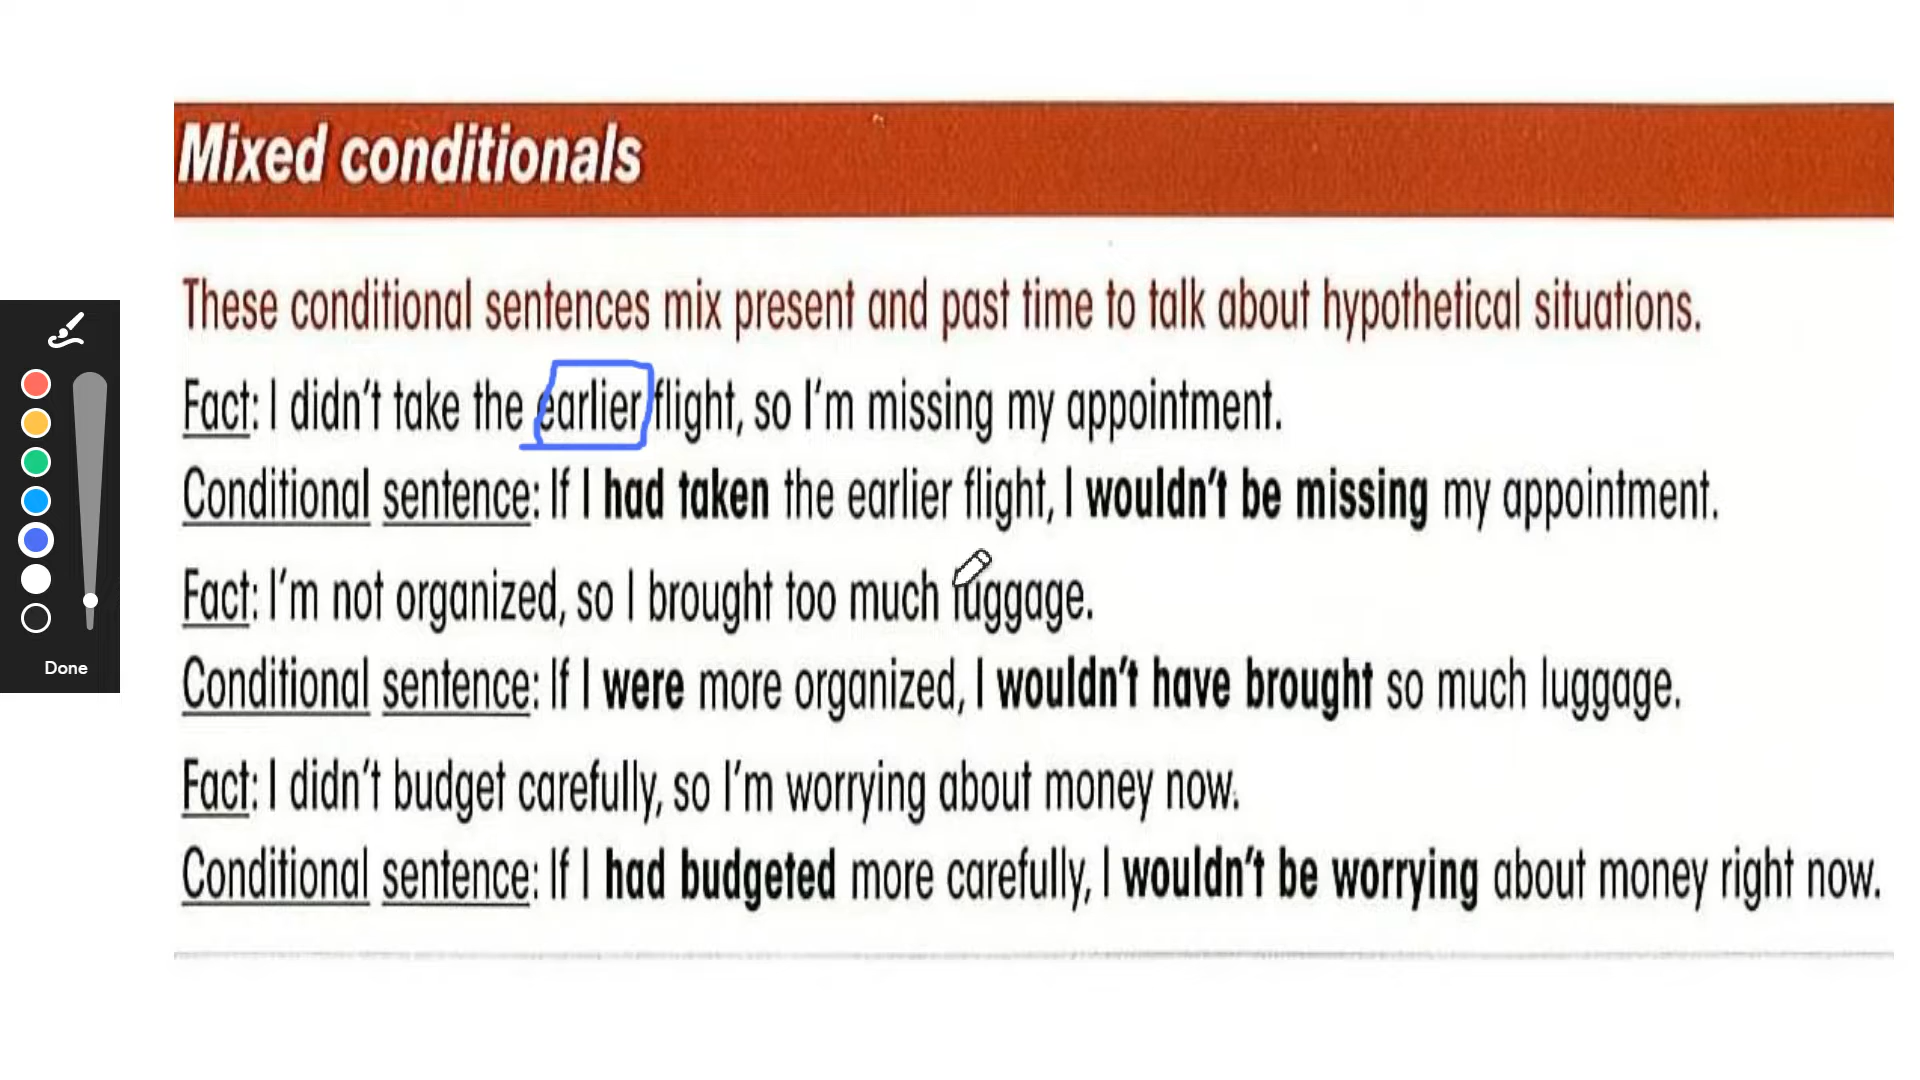 Mixed conditionals
These conditional sentences mix present and past time to talk about hypothetical situations.
Fact: I didn't take the earlier flight, so I'm missing my appointment.
Conditional sentence: If I had taken the earlier flight, I wouldn't be missing my appointment.
Fact: I'm not organized, so I brought too much luggage.
Conditional sentence: If I were more organized, I wouldn't have brought so much luggage.
Fact: I didn't budget carefully, so I'm worrying about money now.
Conditional sentence: If I had budgeted more carefully, I wouldn't be worrying about money right now.
Done